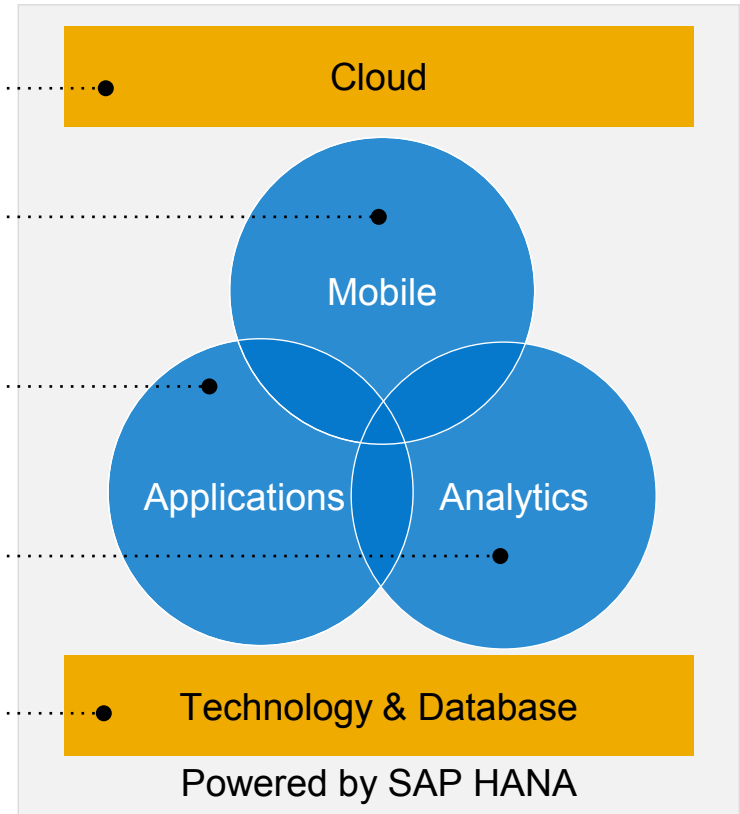 Cloud
Mobile
Applications
Analytics
Technology & Database
Powered by SAP HANA